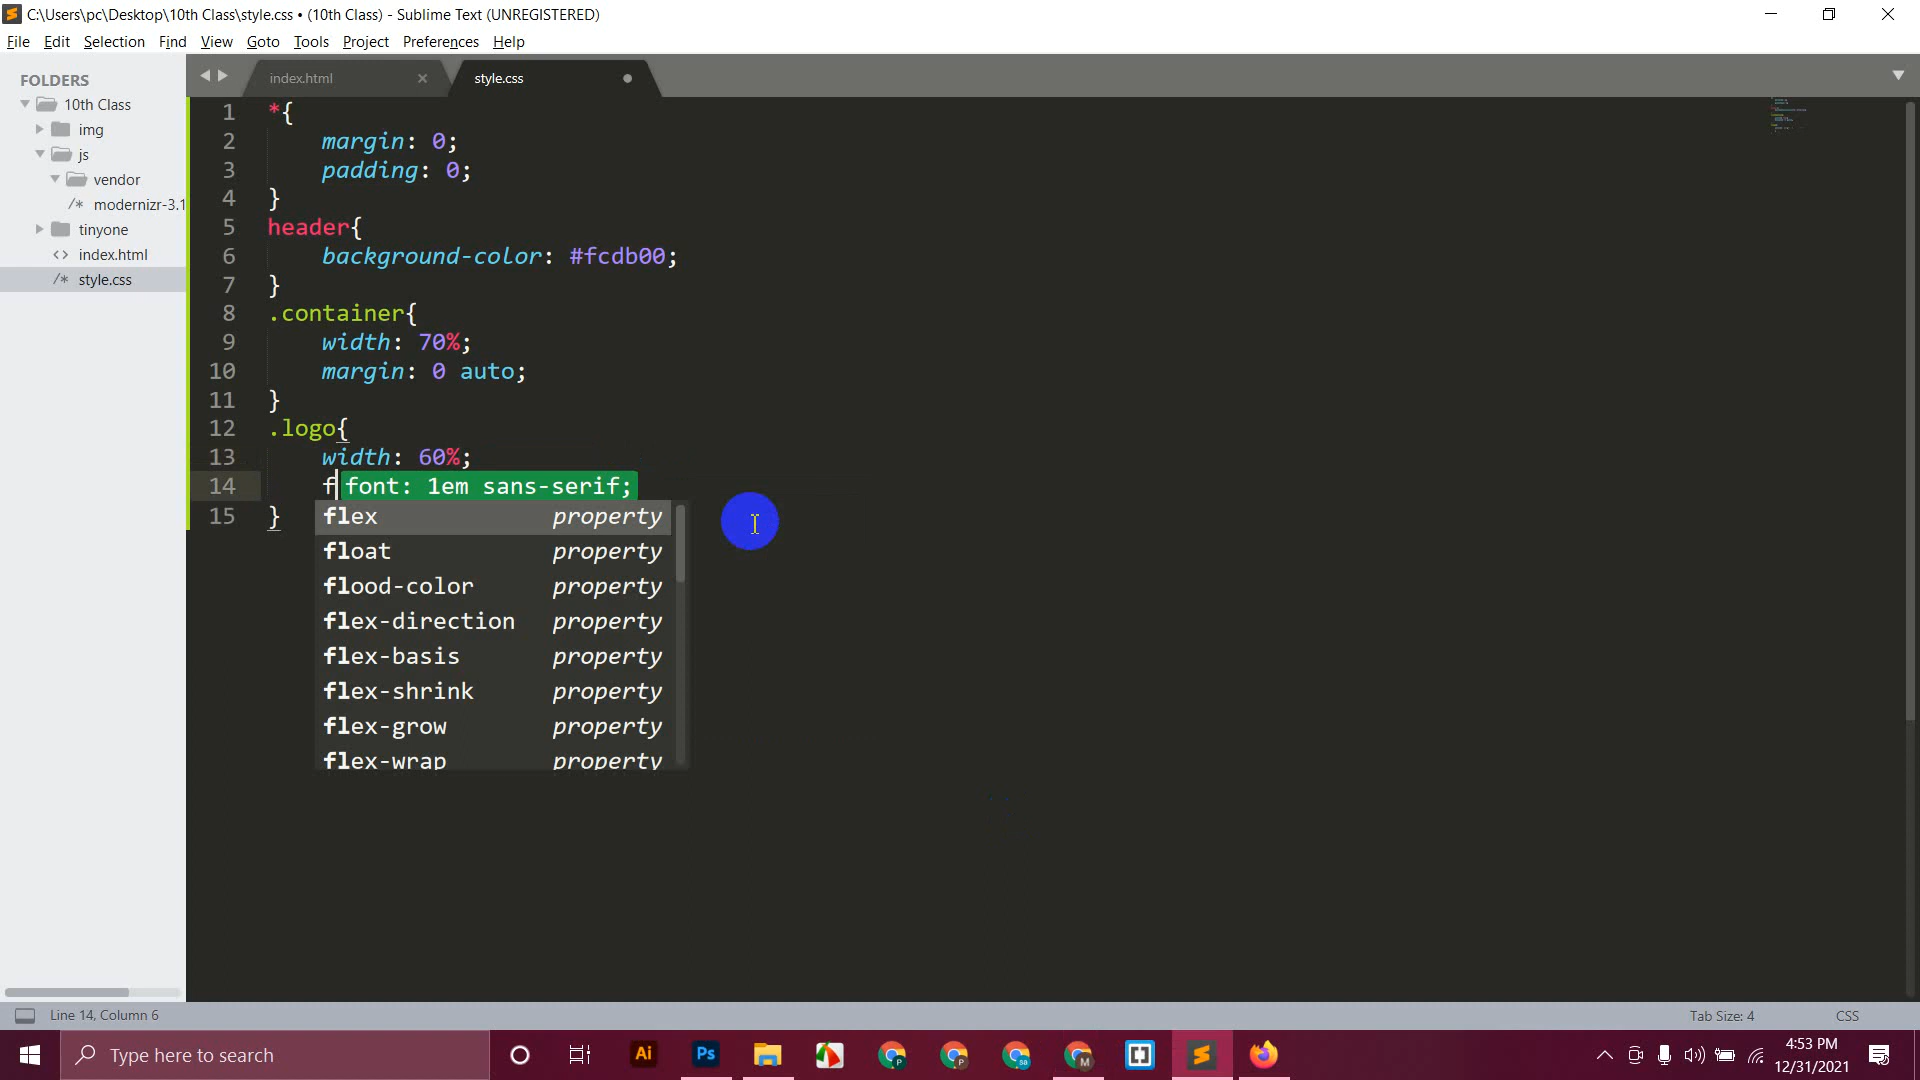 C:\Users\pc\Desktop\10th Class\style.css • (10th Class) - Sublime Text (UNREGISTERED)
File Edit Selection Find View Goto Tools Project Preferences Help
FOLDERS
10th Class
img
js
vendor
/* modernizr-3.1
tinyone
<> index.html
/* style.css
index.html × style.css
1 *{
2 margin: 0;
3 padding: 0;
4 }
5 header{
6 background-color: #fcdb00;
7 }
8 .container{
9 width: 70%;
10 margin: 0 auto;
11 }
12 .logo{
13 width: 60%;
14 f font: 1em sans-serif;
15 }
flex property
float property
flood-color property
flex-direction property
flex-basis property
flex-shrink property
flex-grow property
flex-wrap property
Line 14, Column 6
Tab Size: 4
CSS
Type here to search
Ai
Ps
4:53 PM
12/31/2021